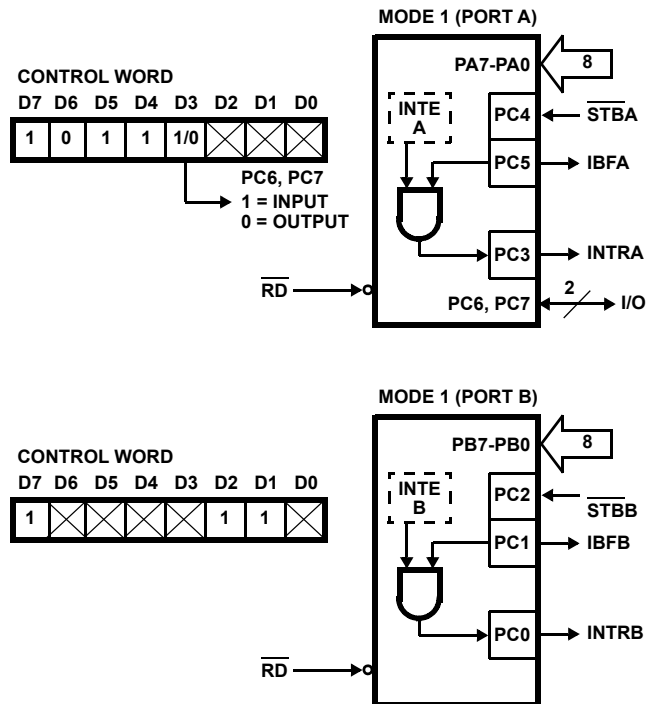 MODE 1 (PORT A)
CONTROL WORD
D7 D6 D5 D4 D3 D2 D1 D0
1 0 1 1 1/0
PC6, PC7
1 = INPUT
0 = OUTPUT
RD
PA7-PA0
8
INTE
A
PC4
STBA
PC5
IBFA
PC3
INTRA
PC6, PC7
2
I/O
MODE 1 (PORT B)
CONTROL WORD
D7 D6 D5 D4 D3 D2 D1 D0
1 1 1
RD
PB7-PB0
8
INTE
B
PC2
STBB
PC1
IBFB
PC0
INTRB